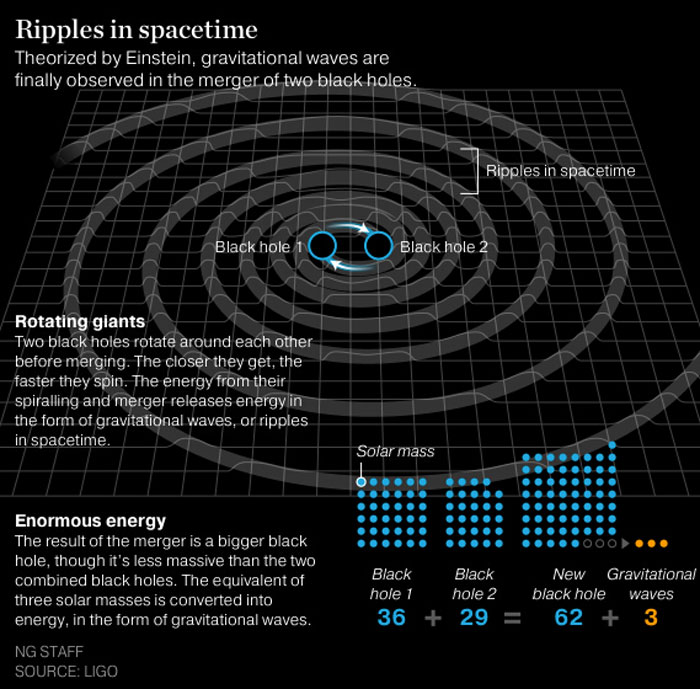 Ripples in spacetime
Theorized by Einstein, gravitational waves are
finally observed in the merger of two black holes.
Ripples in spacetime
Black hole 1
Black hole 2
Rotating giants
Two black holes rotate around each other
before merging. The closer they get, the
faster they spin. The energy from their
spiralling and merger releases energy in
the form of gravitational waves, or ripples
in spacetime.
Solar mass
Enormous energy
The result of the merger is a bigger black
hole, though it's less massive than the two
combined black holes. The equivalent of
three solar masses is converted into
energy, in the form of gravitational waves.
Black
hole 1
Black
hole 2
New
black hole
Gravitational
waves
36 + 29 = 62 + 3
NG STAFF
SOURCE: LIGO